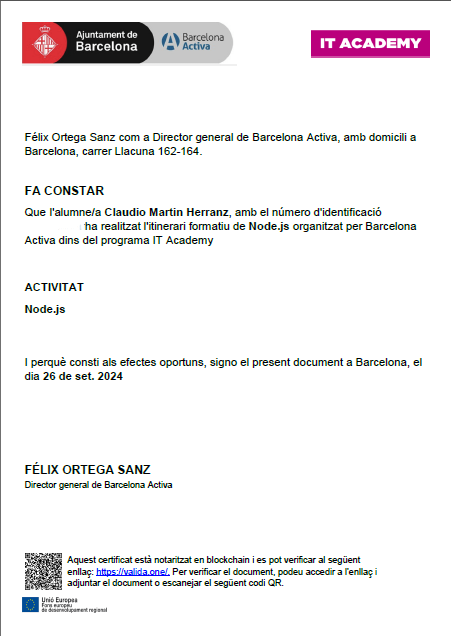 Ajuntament de
Barcelona
Barcelona
Activa
IT ACADEMY
Félix Ortega Sanz com a Director general de Barcelona Activa, amb domicili a
Barcelona, carrer Llacuna 162-164.
FA CONSTAR
Que l'alumne/a Claudio Martin Herranz, amb el número d'identificació
ha realitzat l'itinerari formatiu de Node.js organitzat per Barcelona
Activa dins del programa IT Academy
ACTIVITAT
Node.js
I perquè consti als efectes oportuns, signo el present document a Barcelona, el
dia 26 de set. 2024
FÉLIX ORTEGA SANZ
Director general de Barcelona Activa
Aquest certificat està notaritzat en blockchain i es pot verificar al següent
enllaç: https://valida.one/. Per verificar el document, podeu accedir a l'enllaç i
adjuntar el document o escanejar el següent codi QR.
Unió Europea
Fons europeu
de desenvolupament regional